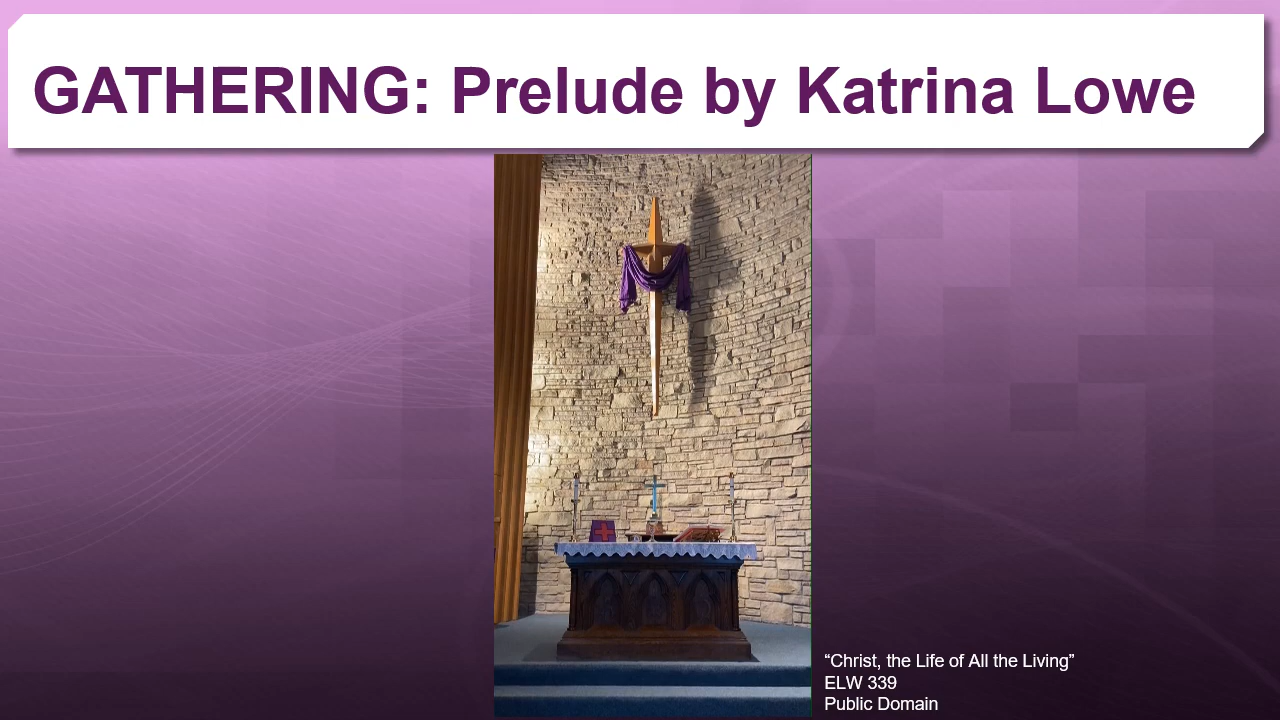 GATHERING: Prelude by Katrina Lowe
“Christ, the Life of All the Living”
ELW 339
Public Domain